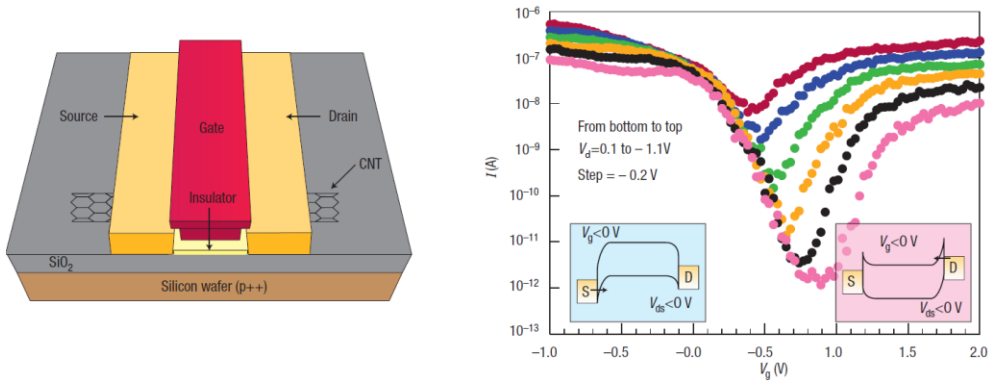 Source
Gate
Drain
CNT
Insulator
SiO2
Silicon wafer (p++)
I (A)
10−6
10−7
10−8
10−9
10−10
10−11
10−12
10−13
From bottom to top
Vd=0.1 to − 1.1V
Step = − 0.2 V
Vg<0 V
S
D
Vds<0 V
Vg<0 V
S
D
Vds<0 V
−1.0
−0.5
−0.0
−0.5
1.0
1.5
2.0
Vg (V)